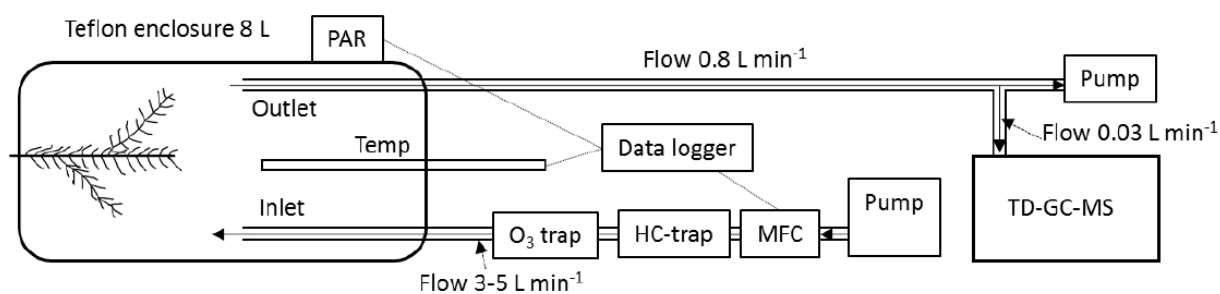 Teflon enclosure 8 L
PAR
Flow 0.8 L min⁻¹
Pump
Outlet
Flow 0.03 L min⁻¹
Temp
Data logger
Inlet
O₃ trap
HC-trap
MFC
Pump
TD-GC-MS
Flow 3-5 L min⁻¹